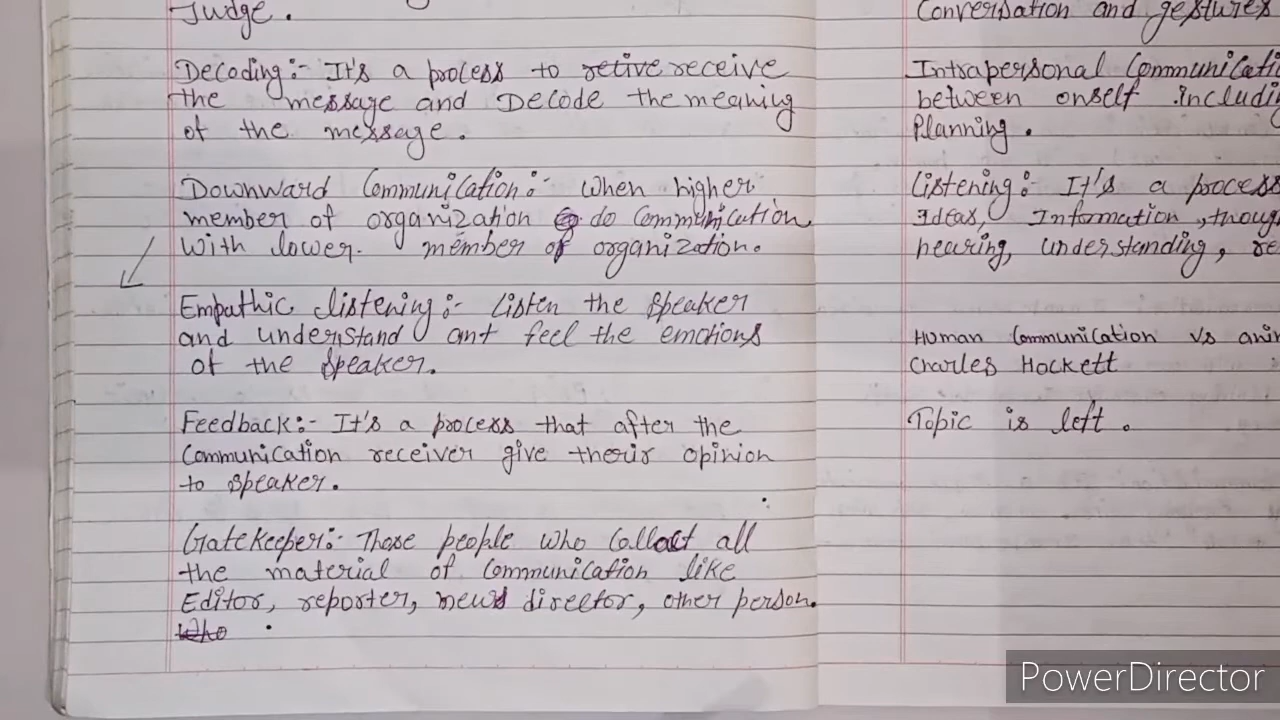 Judge.
Decoding:- It's a process to retive receive
the message and Decode the meaning
of the message.
Downward Communication:- When higher
member of organization do Communication
with lower. member of organization.
Empathic listening:- Listen the speaker
and understand ant feel the emotions
of the speaker.
Feedback:- It's a process that after the
Communication receiver give their opinion
to speaker.
Gatekeeper:- Those people who Collact all
the material of Communication like
Editor, reporter, news director, other person.
Who
Conversation and gestures
Intrapersonal Communicati
between onself includi
Planning.
Listening:- It's a process
Ideas, Information, though
hearing, understanding, re
Human Communication vs ani
Charles Hockett
Topic is left.
PowerDirector